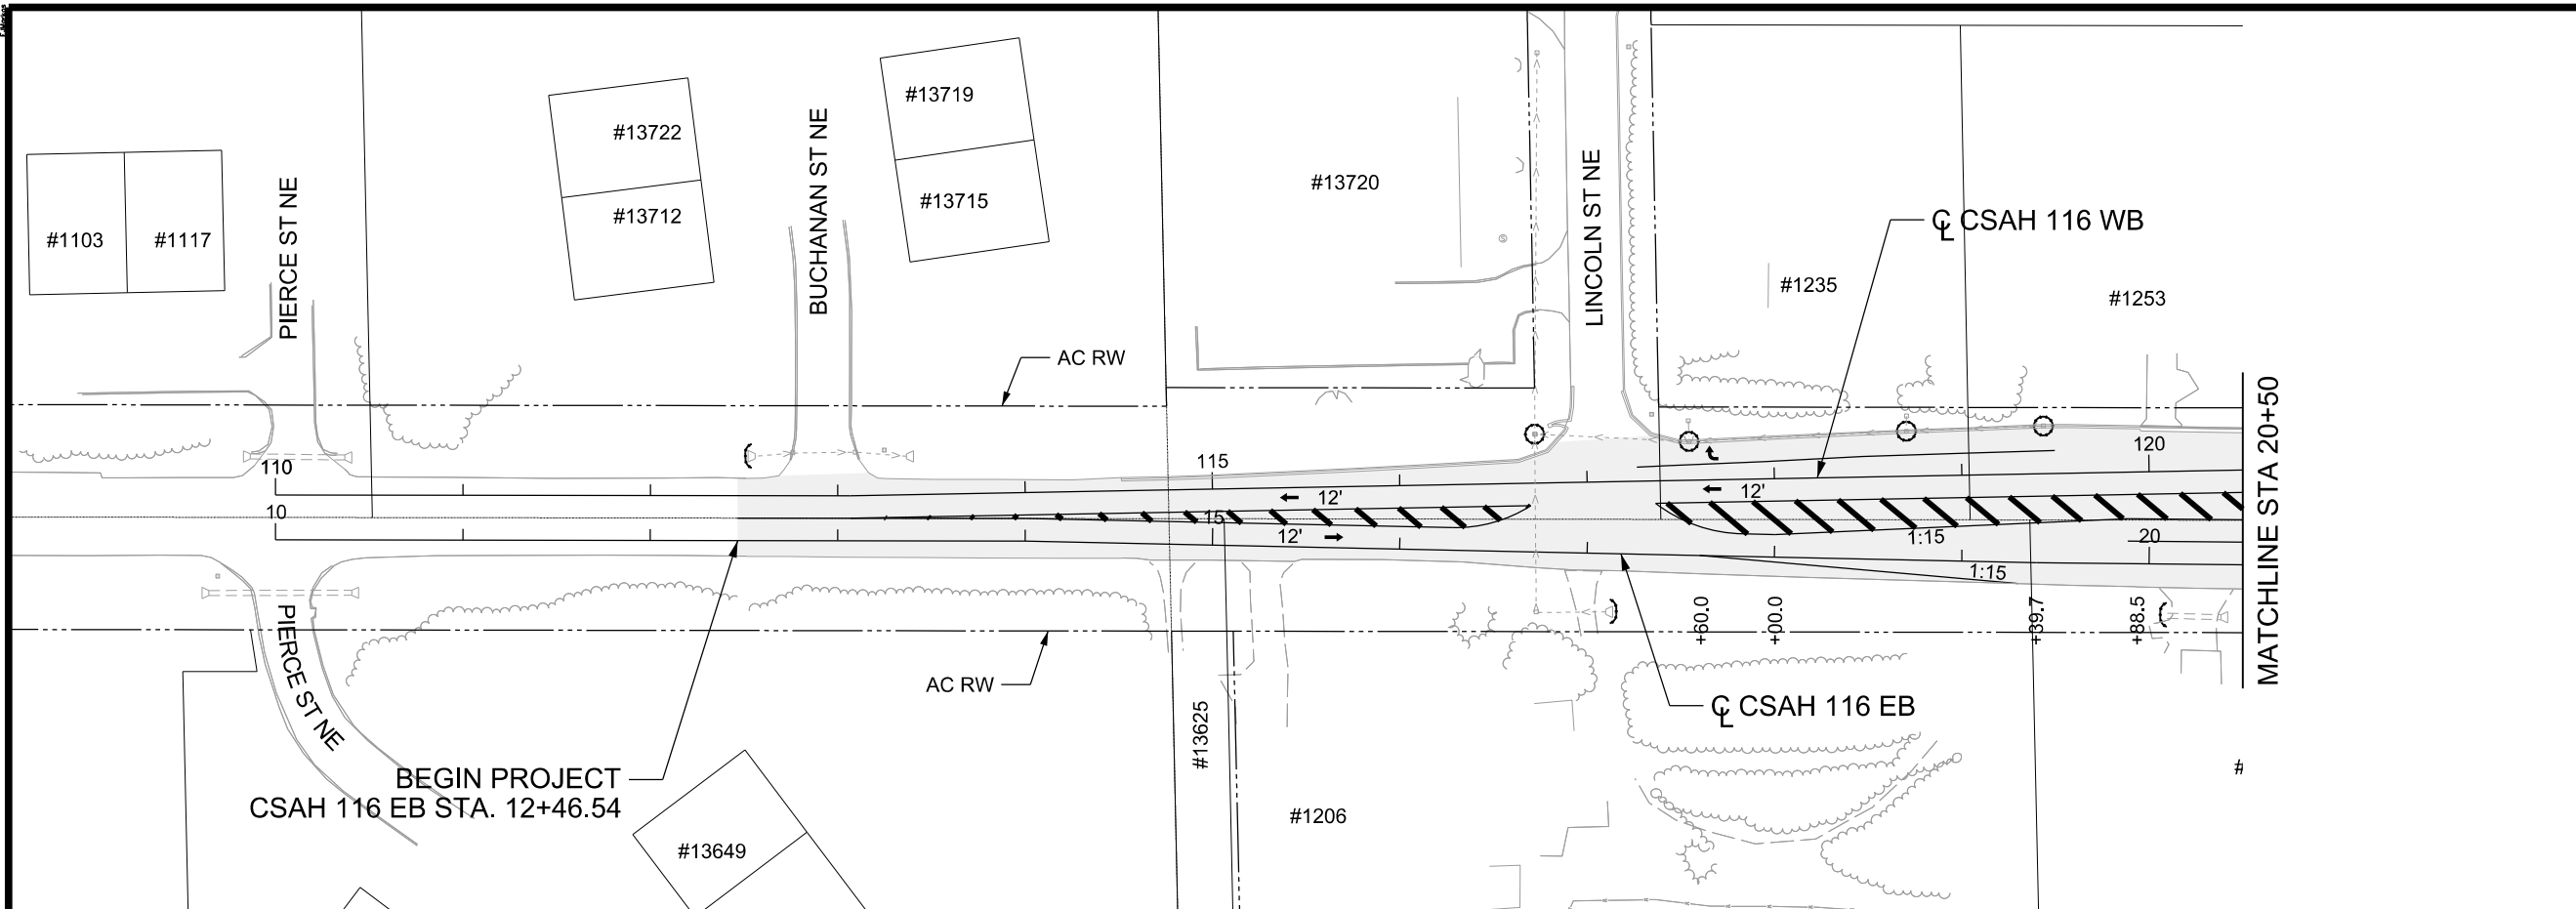 #13719
#13722
#13715
#13712
#13720
#1103
#1117
PIERCE ST NE
BUCHANAN ST NE
LINCOLN ST NE
℄ CSAH 116 WB
#1235
#1253
AC RW
MATCHLINE STA 20+50
110
115
120
12'
12'
10
15
12'
1:15
20
1:15
+60.0
+00.0
+39.7
+88.5
PIERCE ST NE
AC RW
℄ CSAH 116 EB
#13625
BEGIN PROJECT
CSAH 116 EB STA. 12+46.54
#
#1206
#13649